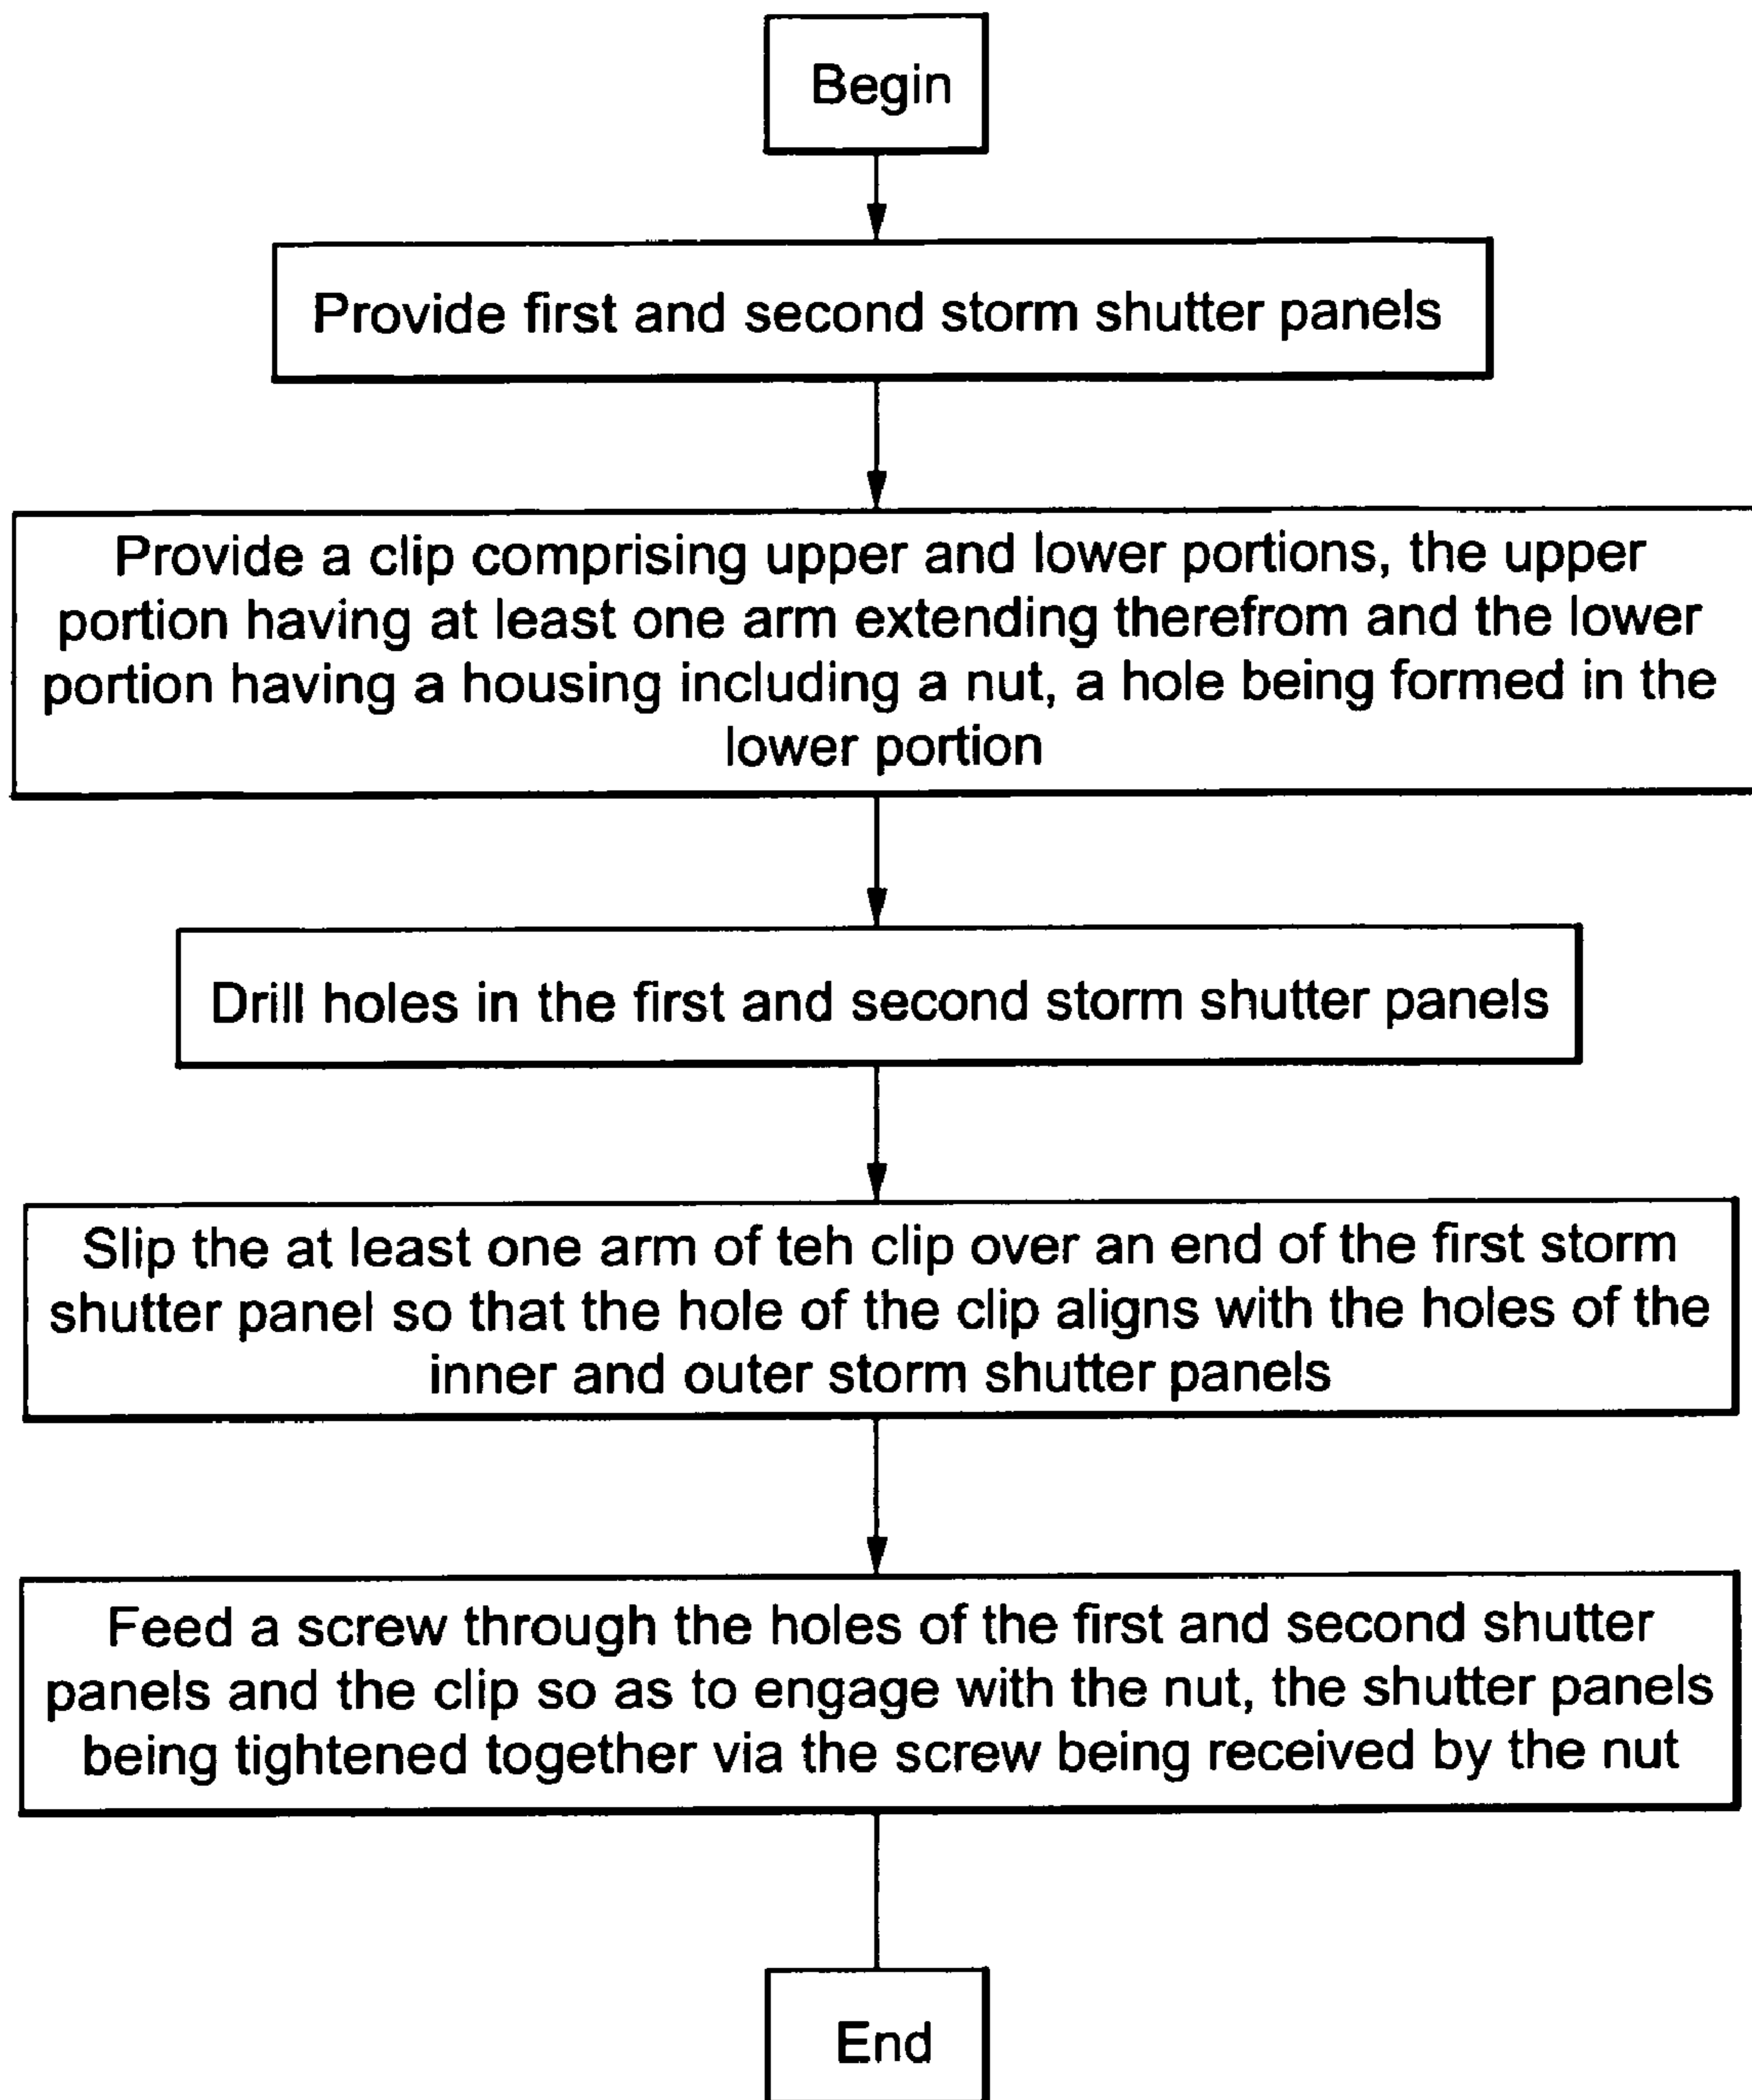 Begin
Provide first and second storm shutter panels
Provide a clip comprising upper and lower portions, the upper
portion having at least one arm extending therefrom and the lower
portion having a housing including a nut, a hole being formed in the
lower portion
Drill holes in the first and second storm shutter panels
Slip the at least one arm of teh clip over an end of the first storm
shutter panel so that the hole of the clip aligns with the holes of the
inner and outer storm shutter panels
Feed a screw through the holes of the first and second shutter
panels and the clip so as to engage with the nut, the shutter panels
being tightened together via the screw being received by the nut
End